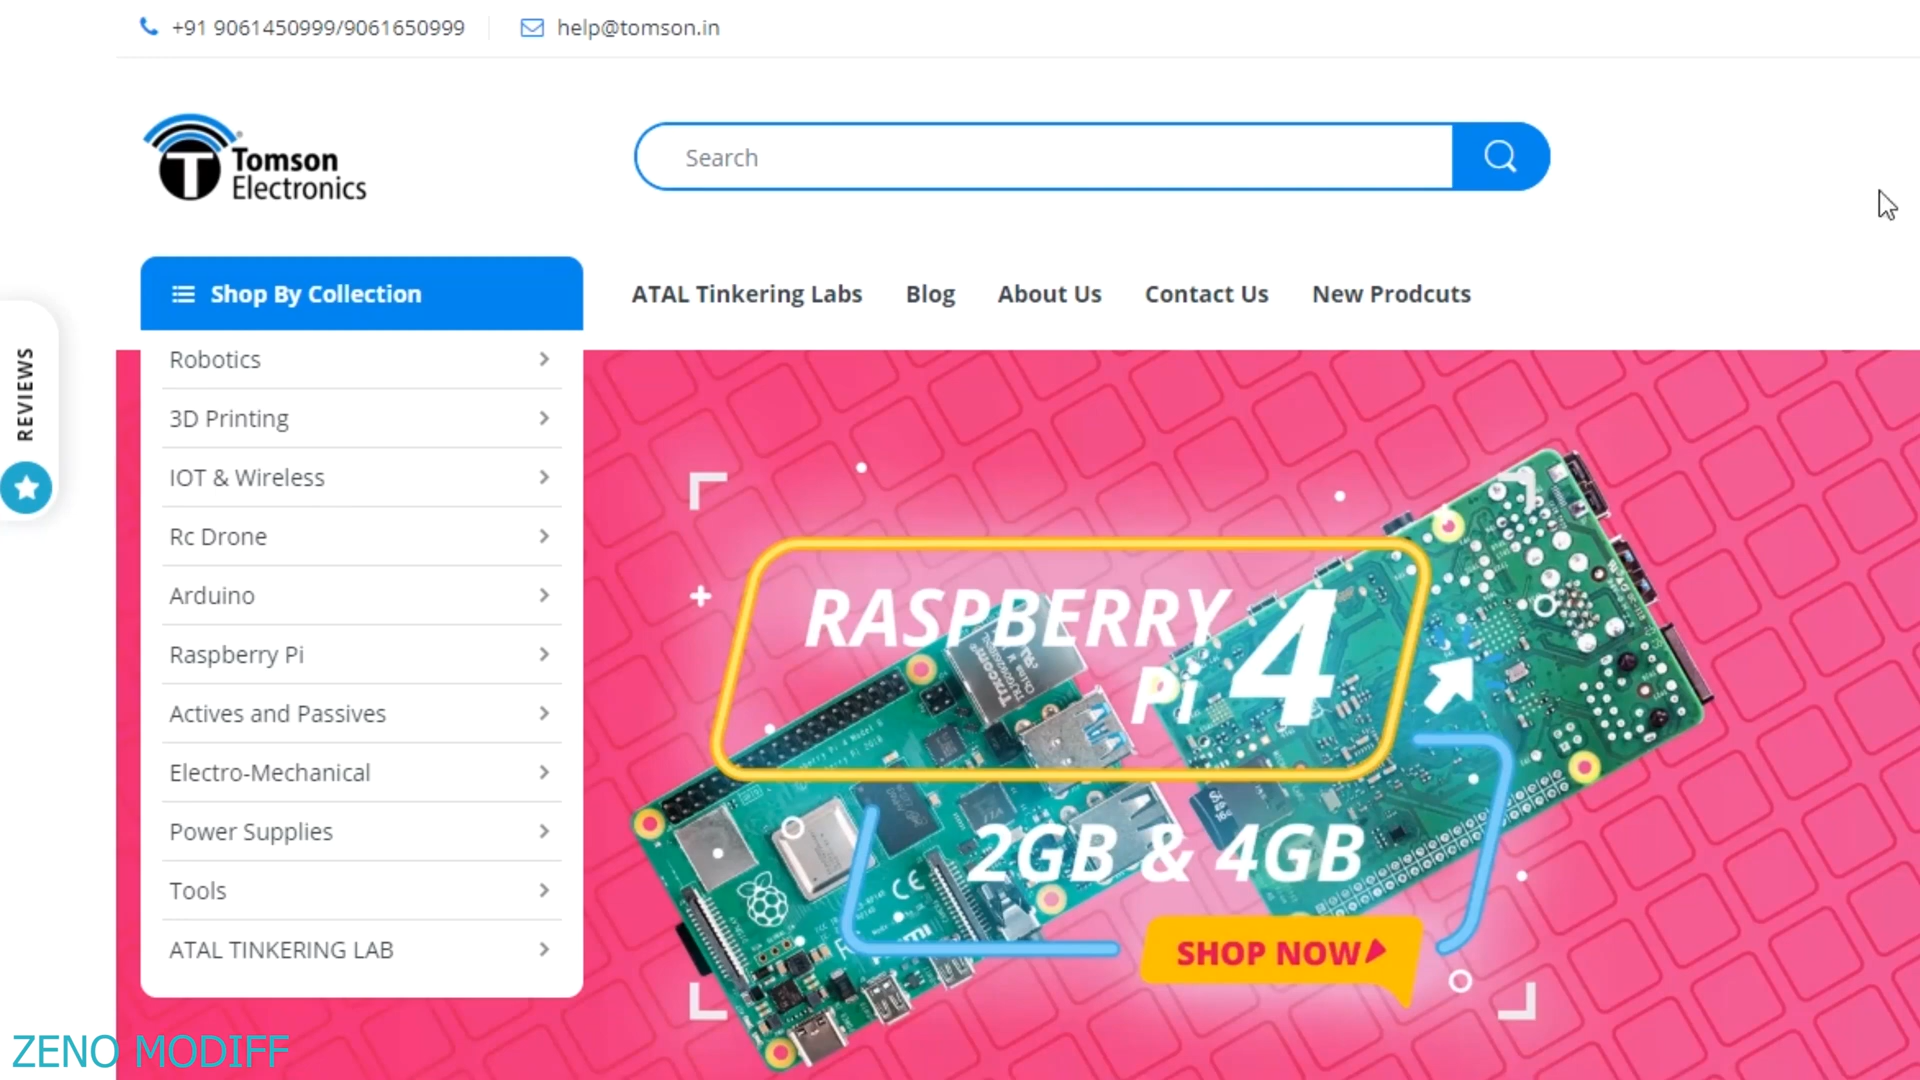 +91 9061450999/9061650999
help@tomson.in
Tomson
Electronics
Search
Shop By Collection
ATAL Tinkering Labs
Blog
About Us
Contact Us
New Prodcuts
REVIEWS
Robotics
3D Printing
IOT & Wireless
Rc Drone
Arduino
Raspberry Pi
Actives and Passives
Electro-Mechanical
Power Supplies
Tools
ATAL TINKERING LAB
RASPBERRY
Pi 4
2GB & 4GB
SHOP NOW
ZENO MODIFF